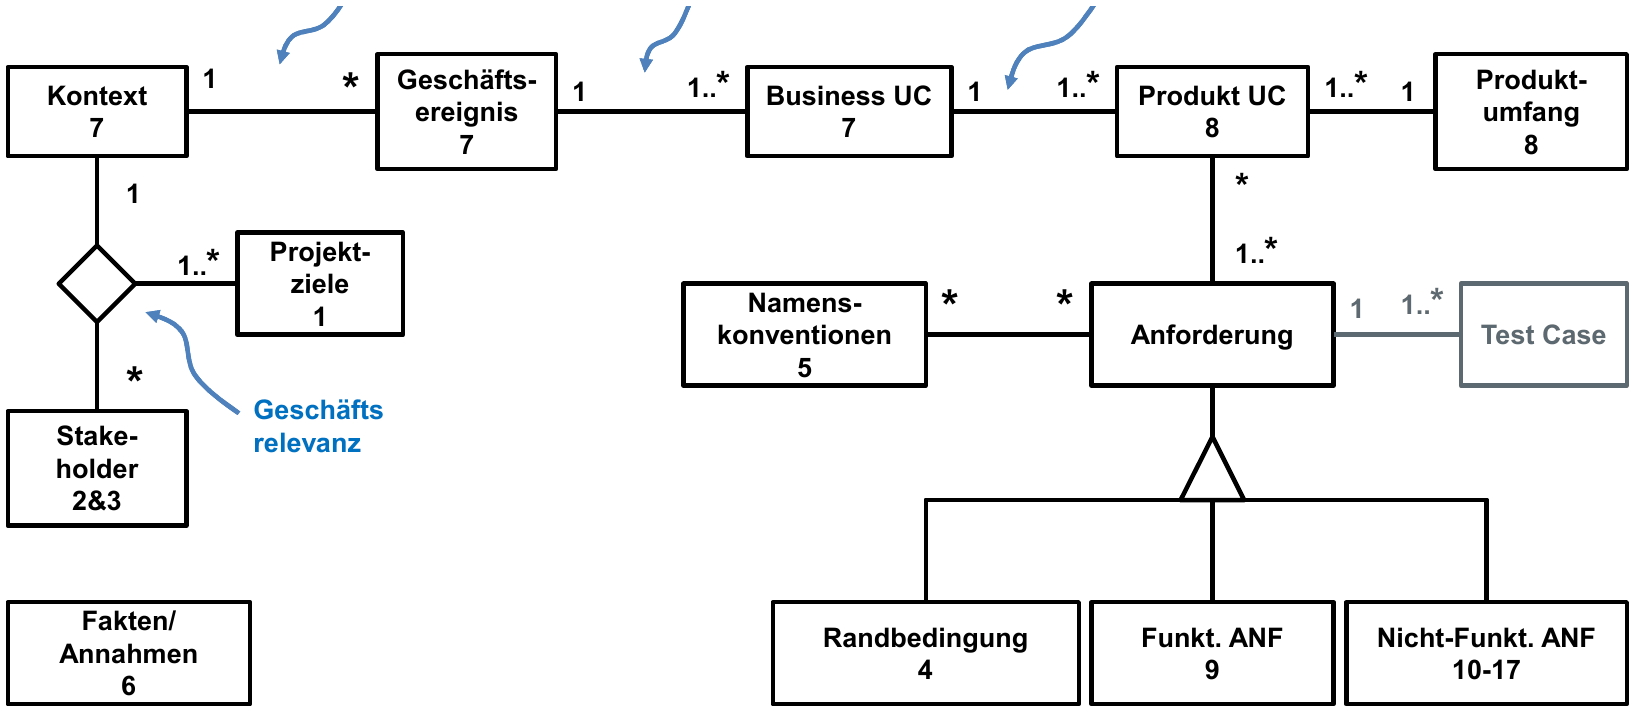 Kontext
7
1
*
Geschäfts-
ereignis
7
1
1..*
Business UC
7
1
1..*
Produkt UC
8
1..*
1
Produkt-
umfang
8
1
1..*
Projekt-
ziele
1
*
Geschäfts
relevanz
Stake-
holder
2&3
*
1..*
Namens-
konventionen
5
*
*
Anforderung
1
1..*
Test Case
Fakten/
Annahmen
6
Randbedingung
4
Funkt. ANF
9
Nicht-Funkt. ANF
10-17